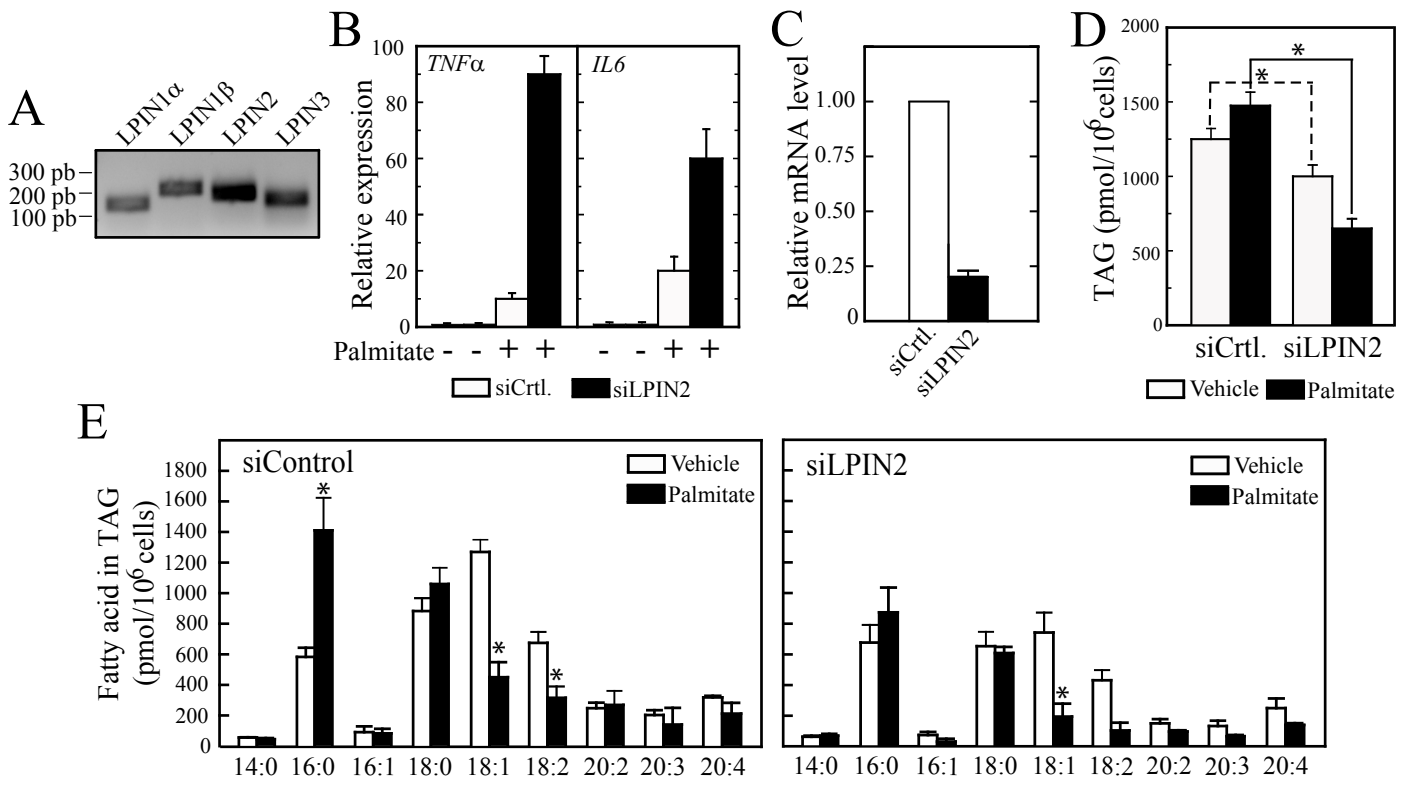 A
LPIN1α
LPIN1β
LPIN2
LPIN3
300 pb
200 pb
100 pb
B
Relative expression
100
80
60
40
20
0
TNFα
IL6
Palmitate - - + + - - + +
siCrtl. siLPIN2
C
Relative mRNA level
1.00
0.75
0.50
0.25
0
siCrtl.
siLPIN2
D
TAG (pmol/10⁶ cells)
2000
1500
1000
500
0
*
*
siCrtl. siLPIN2
Vehicle Palmitate
E
Fatty acid in TAG
(pmol/10⁶ cells)
1800
1600
1400
1200
1000
800
600
400
200
0
siControl
Vehicle
Palmitate
*
*
*
14:0 16:0 16:1 18:0 18:1 18:2 20:2 20:3 20:4
siLPIN2
Vehicle
Palmitate
*
14:0 16:0 16:1 18:0 18:1 18:2 20:2 20:3 20:4